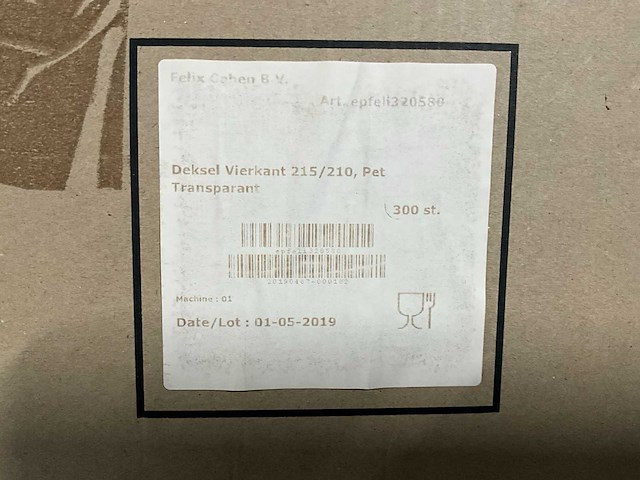 Felix Cohen B.V.
Art. epfeli320580
Deksel Vierkant 215/210, Pet
Transparant
300 st.
*epfeli320580*
Machine : 01
Date/Lot : 01-05-2019